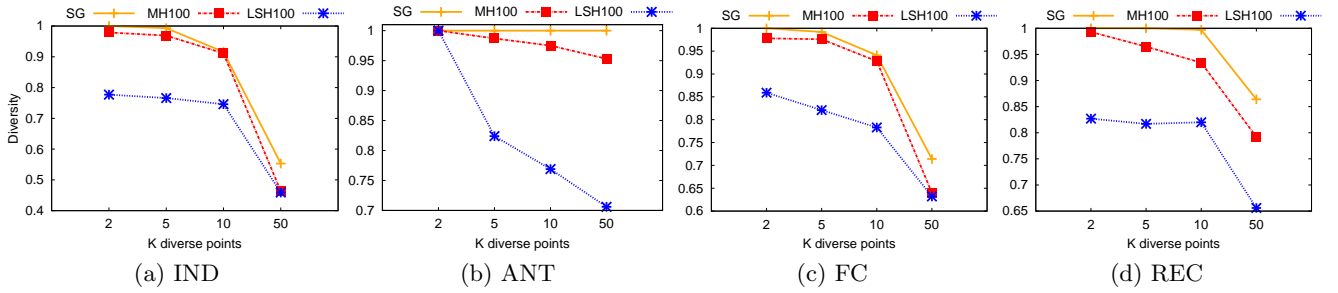 SG MH100 LSH100
Diversity
1
0.9
0.8
0.7
0.6
0.5
0.4
2 5 10 50
K diverse points
(a) IND
SG MH100 LSH100
1
0.95
0.9
0.85
0.8
0.75
0.7
2 5 10 50
K diverse points
(b) ANT
SG MH100 LSH100
1
0.95
0.9
0.85
0.8
0.75
0.7
0.65
0.6
2 5 10 50
K diverse points
(c) FC
SG MH100 LSH100
1
0.95
0.9
0.85
0.8
0.75
0.7
0.65
2 5 10 50
K diverse points
(d) REC